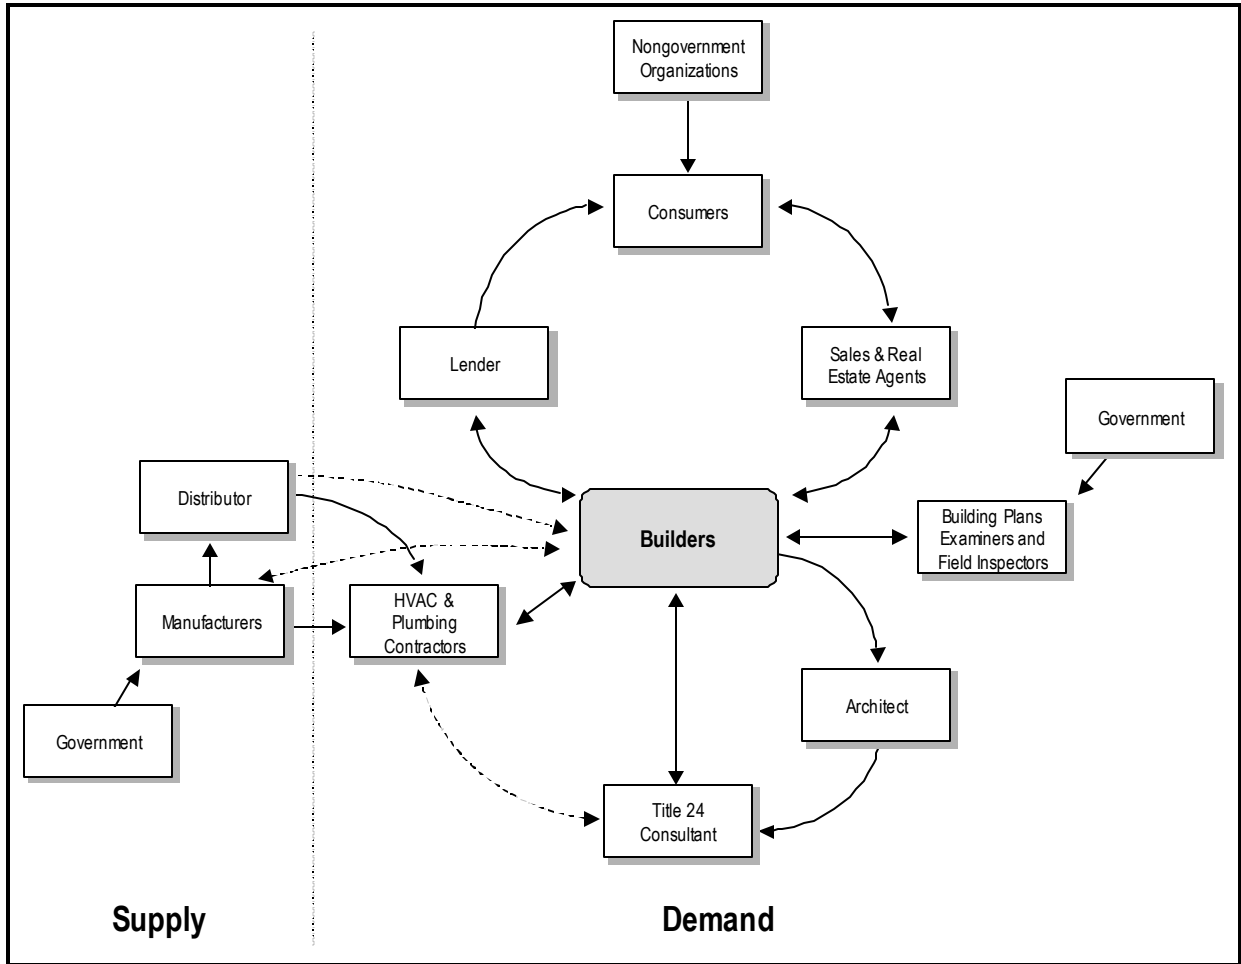 Nongovernment
Organizations
Consumers
Lender
Sales & Real
Estate Agents
Government
Distributor
Builders
Building Plans
Examiners and
Field Inspectors
Manufacturers
HVAC &
Plumbing
Contractors
Government
Architect
Title 24
Consultant
Supply
Demand